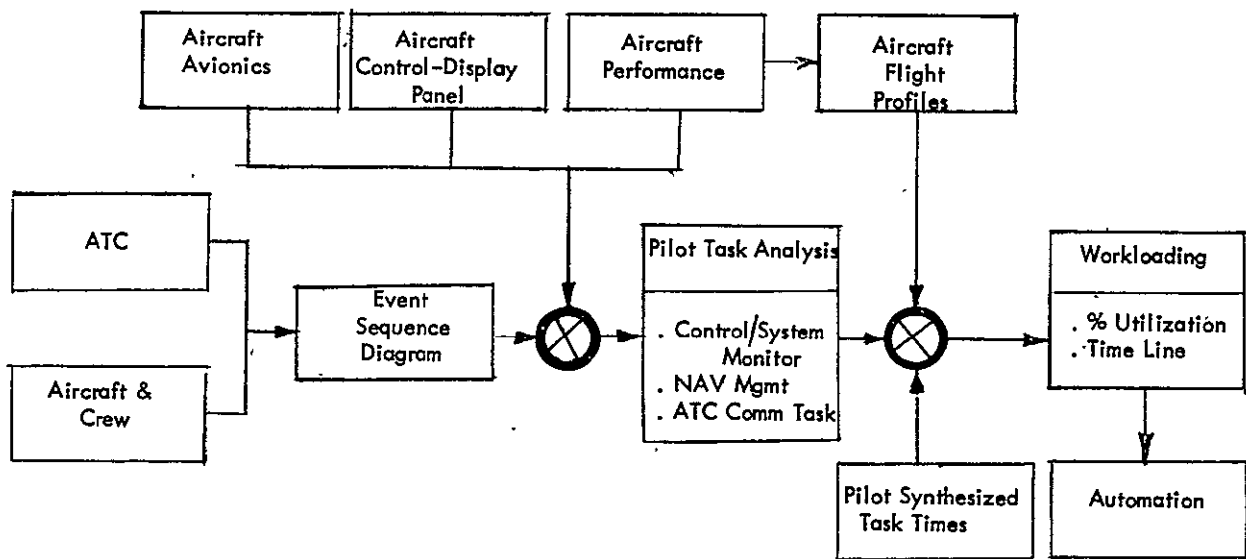 Aircraft
Avionics
Aircraft
Control-Display
Panel
Aircraft
Performance
Aircraft
Flight
Profiles
ATC
Aircraft &
Crew
Event
Sequence
Diagram
Pilot Task Analysis
. Control/System
Monitor
. NAV Mgmt
. ATC Comm Task
Workloading
. % Utilization
. Time Line
Pilot Synthesized
Task Times
Automation